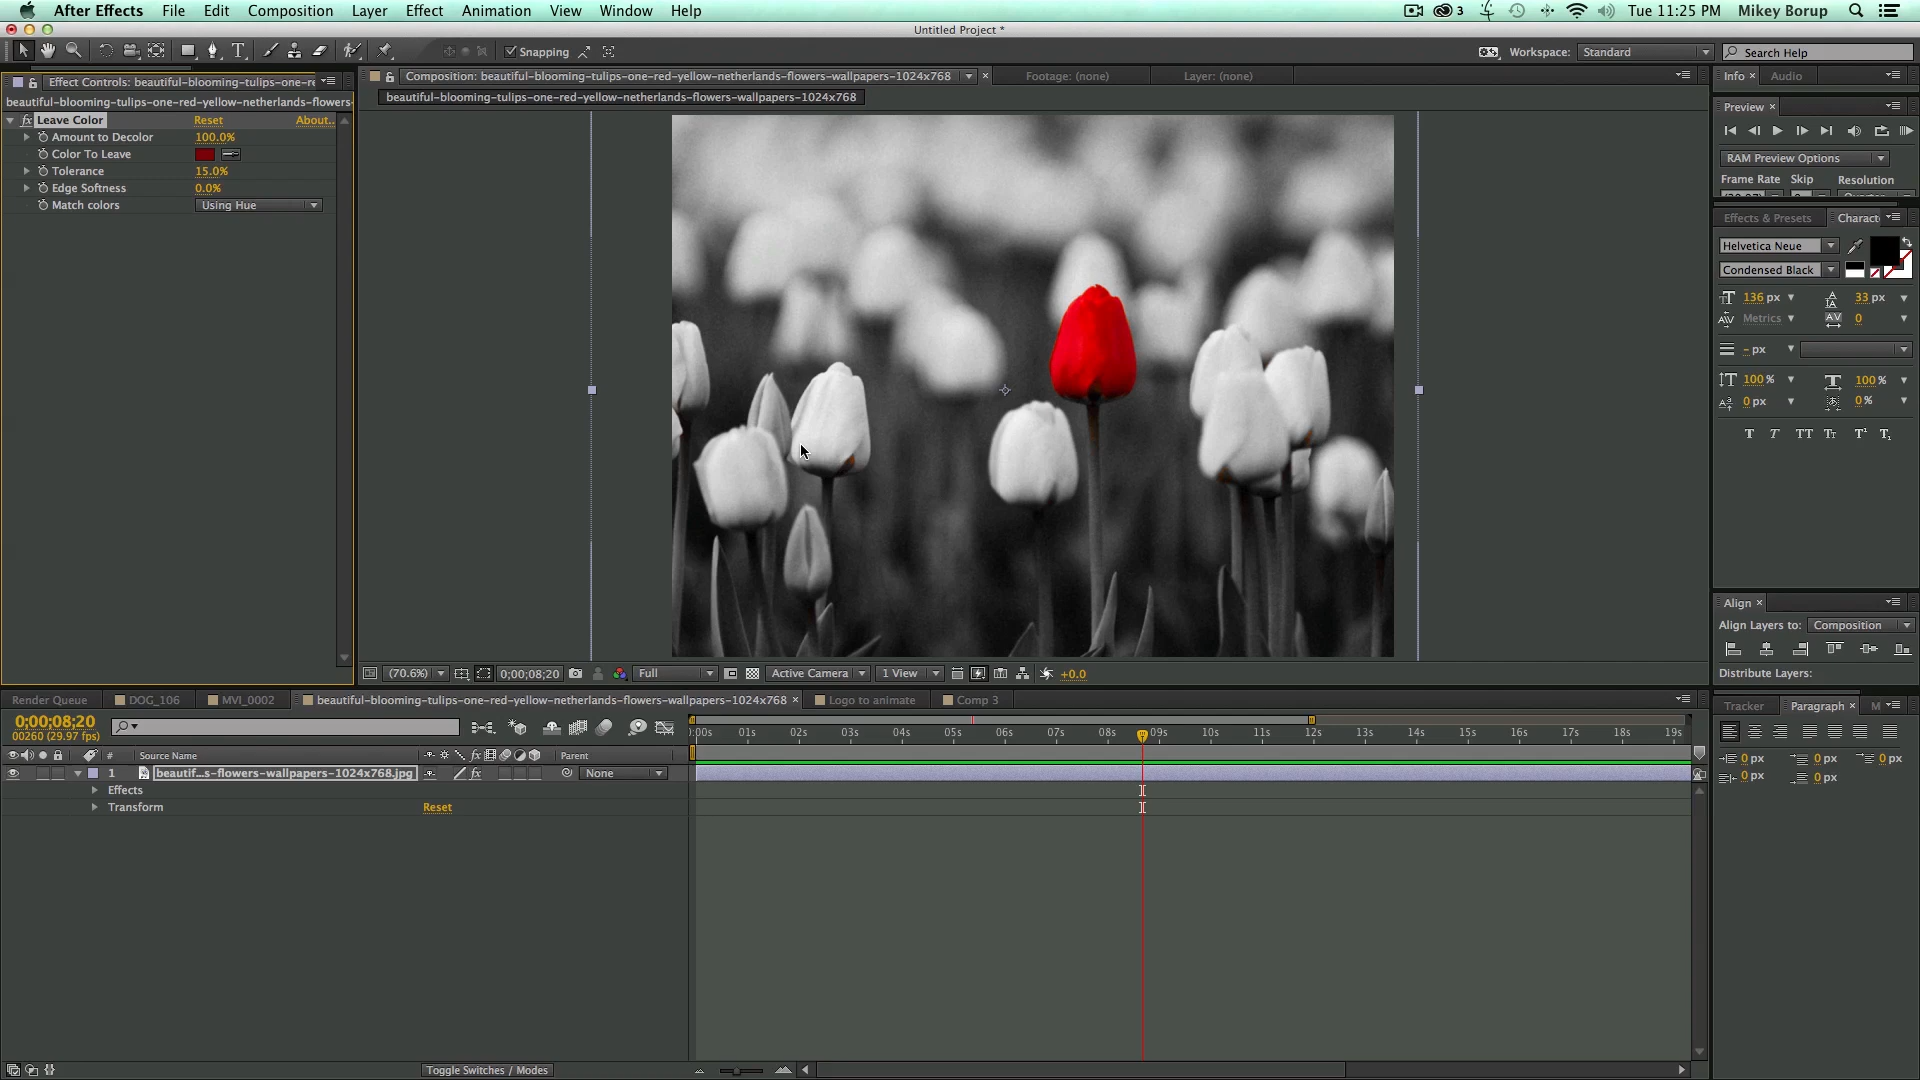 After Effects File Edit Composition Layer Effect Animation View Window Help 3 Tue 11:25 PM Mikey Borup
Untitled Project *
Snapping Workspace: Standard Search Help
Effect Controls: beautiful-blooming-tulips-one-re
beautiful-blooming-tulips-one-red-yellow-netherlands-flowers-
fx Leave Color Reset About..
Amount to Decolor 100.0%
Color To Leave
Tolerance 15.0%
Edge Softness 0.0%
Match colors Using Hue
Composition: beautiful-blooming-tulips-one-red-yellow-netherlands-flowers-wallpapers-1024x768 × Footage: (none) Layer: (none)
beautiful-blooming-tulips-one-red-yellow-netherlands-flowers-wallpapers-1024x768
(70.6%) 0;00;08;20 Full Active Camera 1 View +0.0
Info × Audio
Preview ×
RAM Preview Options
Frame Rate Skip Resolution
Effects & Presets Charact
Helvetica Neue
Condensed Black
136 px 33 px
Metrics 0
- px
100 % 100 %
0 px 0 %
T T TT Tr T¹ T₁
Align ×
Align Layers to: Composition
Distribute Layers:
Tracker Paragraph × M
0 px 0 px 0 px
0 px 0 px
Render Queue DOG_106 MVI_0002 beautiful-blooming-tulips-one-red-yellow-netherlands-flowers-wallpapers-1024x768 × Logo to animate Comp 3
0;00;08;20
00260 (29.97 fps)
# Source Name fx Parent
1 beautif...s-flowers-wallpapers-1024x768.jpg fx None
Effects
Transform Reset
:00s 01s 02s 03s 04s 05s 06s 07s 08s 09s 10s 11s 12s 13s 14s 15s 16s 17s 18s 19s
Toggle Switches / Modes